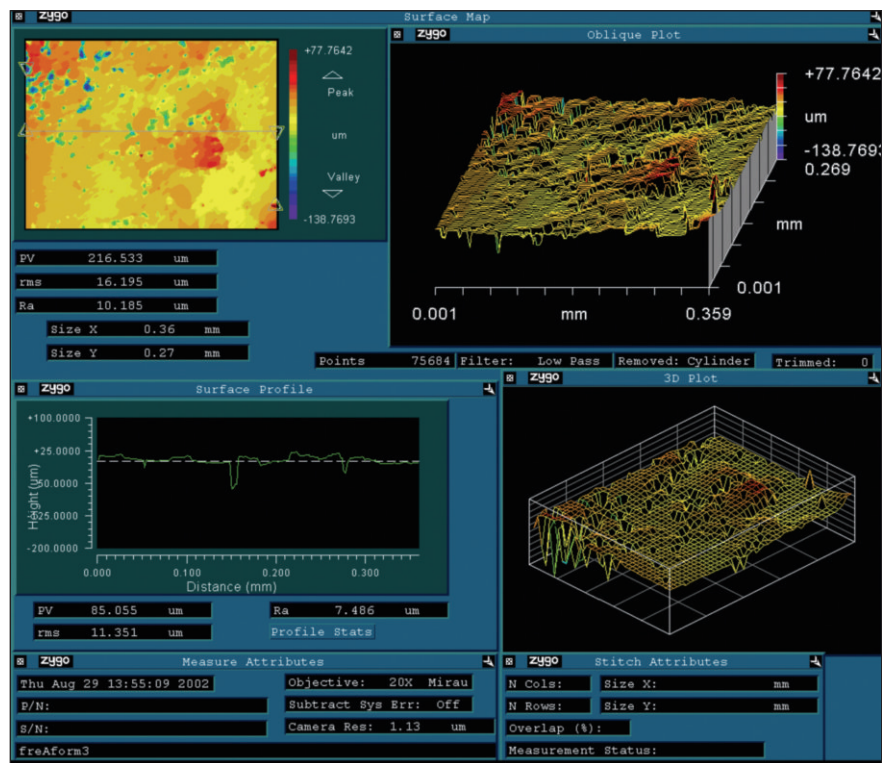 zygo Surface Map
+77.7642
Peak
um
Valley
-138.7693
PV 216.533 um
rms 16.195 um
Ra 10.185 um
Size X 0.36 mm
Size Y 0.27 mm
zygo Oblique Plot
+77.7642
um
-138.7693
0.269
mm
0.001
0.001 mm 0.359
Points 75684 Filter: Low Pass Removed: Cylinder Trimmed: 0
zygo Surface Profile
+100.0000
+25.0000
-50.0000
-125.0000
-200.0000
Height (um)
0.000 0.100 0.200 0.300
Distance (mm)
PV 85.055 um Ra 7.486 um
rms 11.351 um Profile Stats
zygo 3D Plot
zygo Measure Attributes
Thu Aug 29 13:55:09 2002 Objective: 20X Mirau
P/N: Subtract Sys Err: Off
S/N: Camera Res: 1.13 um
freAform3
zygo Stitch Attributes
N Cols: Size X: mm
N Rows: Size Y: mm
Overlap (%):
Measurement Status: